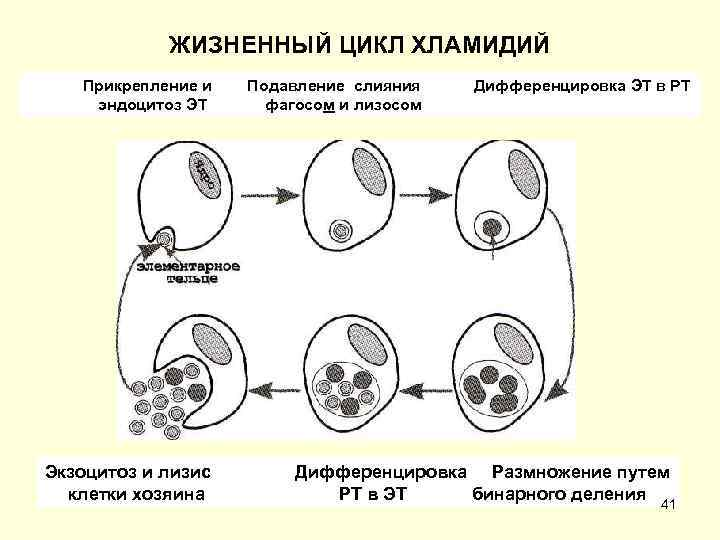 ЖИЗНЕННЫЙ ЦИКЛ ХЛАМИДИЙ
Прикрепление и
эндоцитоз ЭТ
Подавление слияния
фагосом и лизосом
Дифференцировка ЭТ в РТ
ядро
элементарное
тельце
Экзоцитоз и лизис
клетки хозяина
Дифференцировка
РТ в ЭТ
Размножение путем
бинарного деления
41